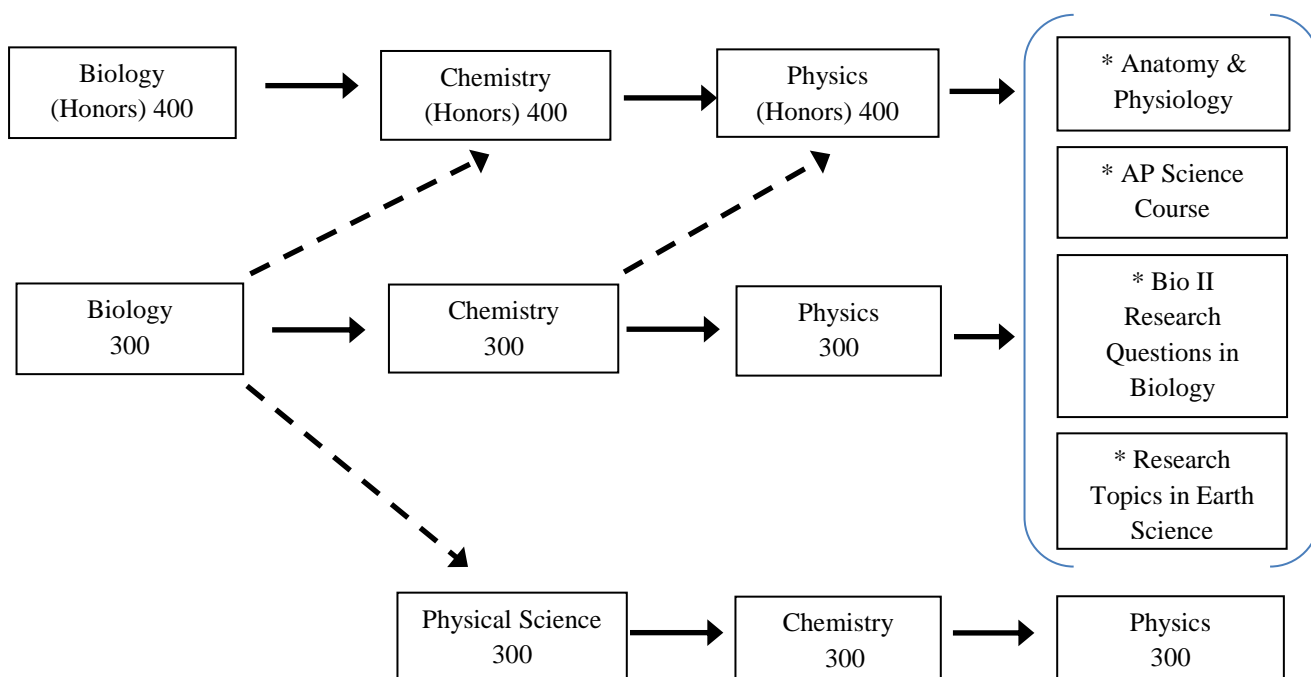 Biology
(Honors) 400
Chemistry
(Honors) 400
Physics
(Honors) 400
* Anatomy &
Physiology
* AP Science
Course
Biology
300
Chemistry
300
Physics
300
* Bio II
Research
Questions in
Biology
* Research
Topics in Earth
Science
Physical Science
300
Chemistry
300
Physics
300